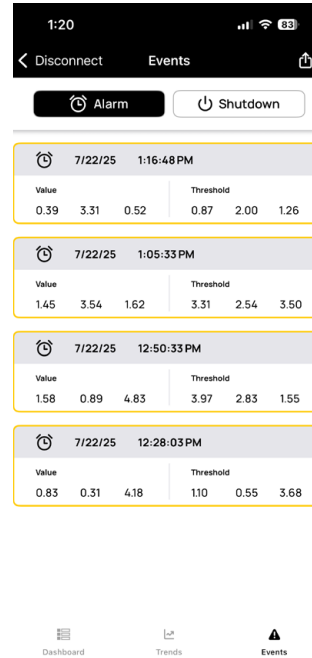 1:20 83
Disconnect Events
Alarm Shutdown
7/22/25 1:16:48 PM
Value Threshold
0.39 3.31 0.52 0.87 2.00 1.26
7/22/25 1:05:33 PM
Value Threshold
1.45 3.54 1.62 3.31 2.54 3.50
7/22/25 12:50:33 PM
Value Threshold
1.58 0.89 4.83 3.97 2.83 1.55
7/22/25 12:28:03 PM
Value Threshold
0.83 0.31 4.18 1.10 0.55 3.68
Dashboard Trends Events